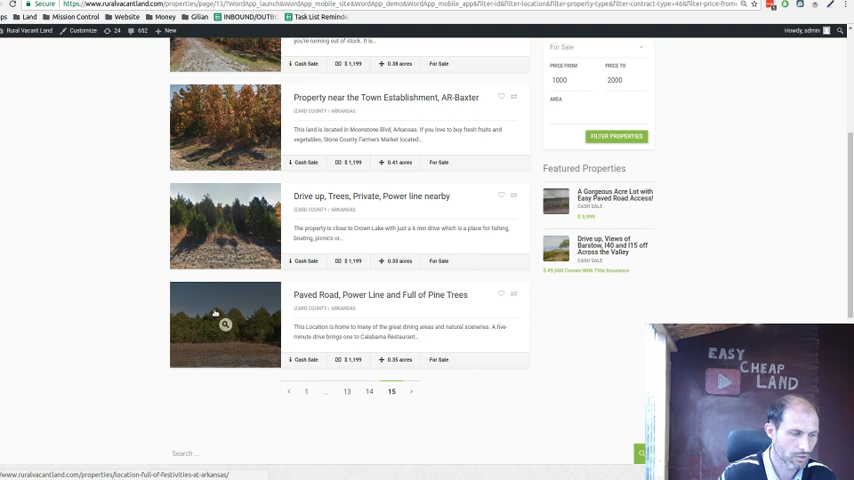 Secure https://www.ruralvacantland.com/properties/page/15/?WordApp_launch&WordApp_mobile_site&WordApp_demo&WordApp_mobile_app&filter-id&filter-location&filter-property-type&filter-contract-type=46&filter-price-from=
Land Mission Control Website Money Gilian INBOUND/OUTB Task List Remind
Rural Vacant Land Customize 24 652 New Howdy, admin
you're running out of stock. It is...
Cash Sale $ 1,199 0.38 acres For Sale
Property near the Town Establishment, AR-Baxter
IZARD COUNTY / ARKANSAS
This land is located in Moonstone Blvd, Arkansas. If you love to buy fresh fruits and
vegetables, Stone County Farmers Market located...
Cash Sale $ 1,199 0.41 acres For Sale
Drive up, Trees, Private, Power line nearby
IZARD COUNTY / ARKANSAS
The property is close to Crown Lake with just a 6 min drive which is a place for fishing,
boating, picnics or...
Cash Sale $ 1,199 0.33 acres For Sale
Paved Road, Power Line and Full of Pine Trees
IZARD COUNTY / ARKANSAS
This Location is home to many of the great dining areas and natural sceneries. A five-
minute drive brings one to Calabama Restaurant...
Cash Sale $ 1,199 0.35 acres For Sale
< 1 ... 13 14 15 >
Search ...
For Sale
PRICE FROM PRICE TO
1000 2000
AREA
FILTER PROPERTIES
Featured Properties
A Gorgeous Acre Lot with
Easy Paved Road Access!
CASH SALE
$ 9,999
Drive up, Views of
Barstow, I40 and I15 off
Across the Valley
CASH SALE
$ 49,000 Comes With Title Insurance
EASY
CHEAP
LAND
www.ruralvacantland.com/properties/location-full-of-festivities-at-arkansas/